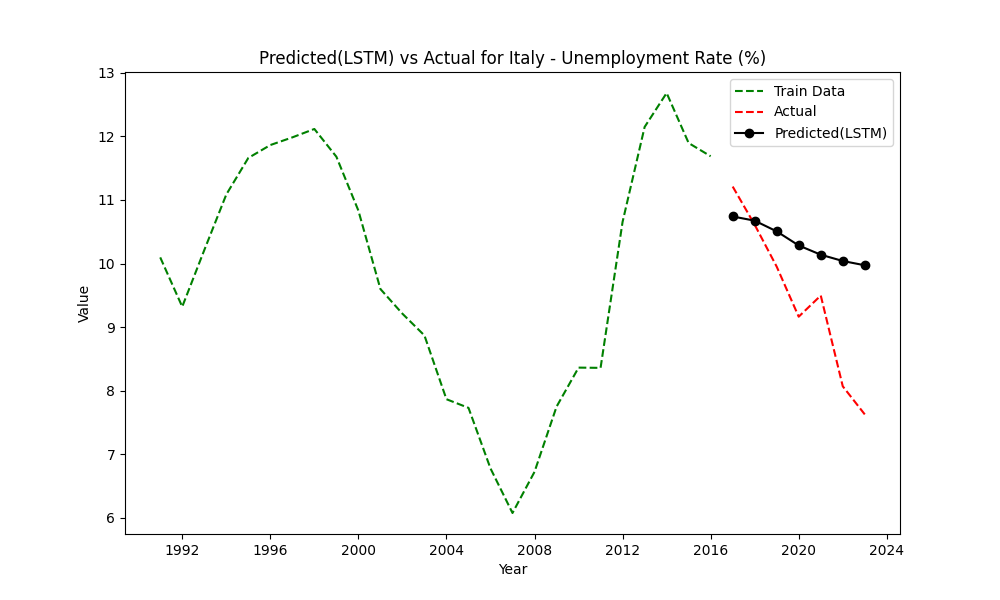 Predicted(LSTM) vs Actual for Italy - Unemployment Rate (%)
Train Data
Actual
Predicted(LSTM)
Value
13
12
11
10
9
8
7
6
1992 1996 2000 2004 2008 2012 2016 2020 2024
Year